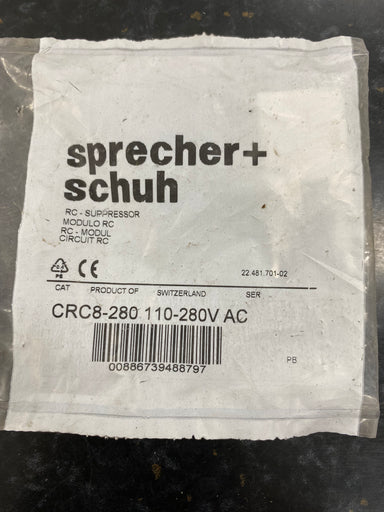 sprecher+
schuh
RC - SUPPRESSOR
MODULO RC
RC - MODUL
CIRCUIT RC
PE CE 22.481.701-02
CAT PRODUCT OF SWITZERLAND SER
CRC8-280 110-280V AC
00886739488797 PB